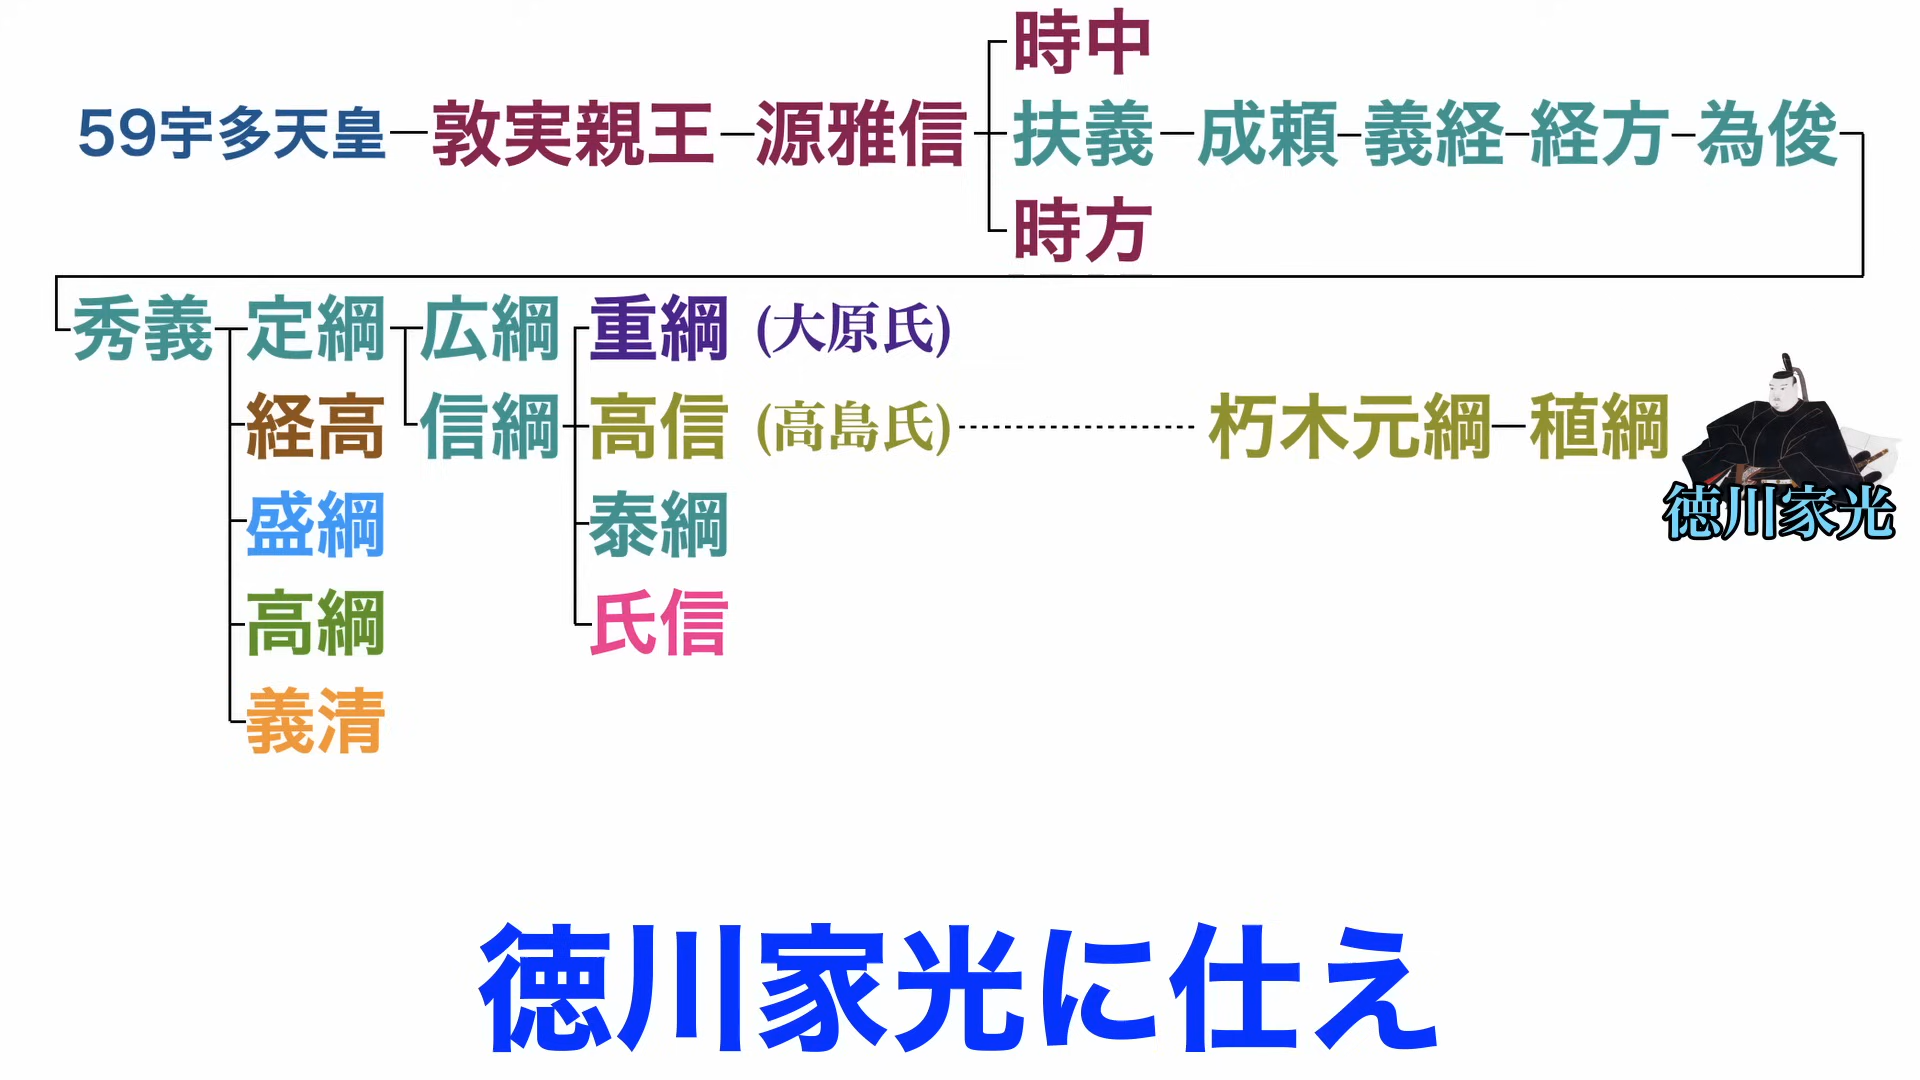 時中
59宇多天皇 敦実親王 源雅信 扶義 成頼 義経 経方 為俊
時方
秀義 定綱 広綱 重綱 (大原氏)
経高 信綱 高信 (高島氏) 朽木元綱 稙綱
徳川家光
盛綱 泰綱
高綱 氏信
義清
徳川家光に仕え